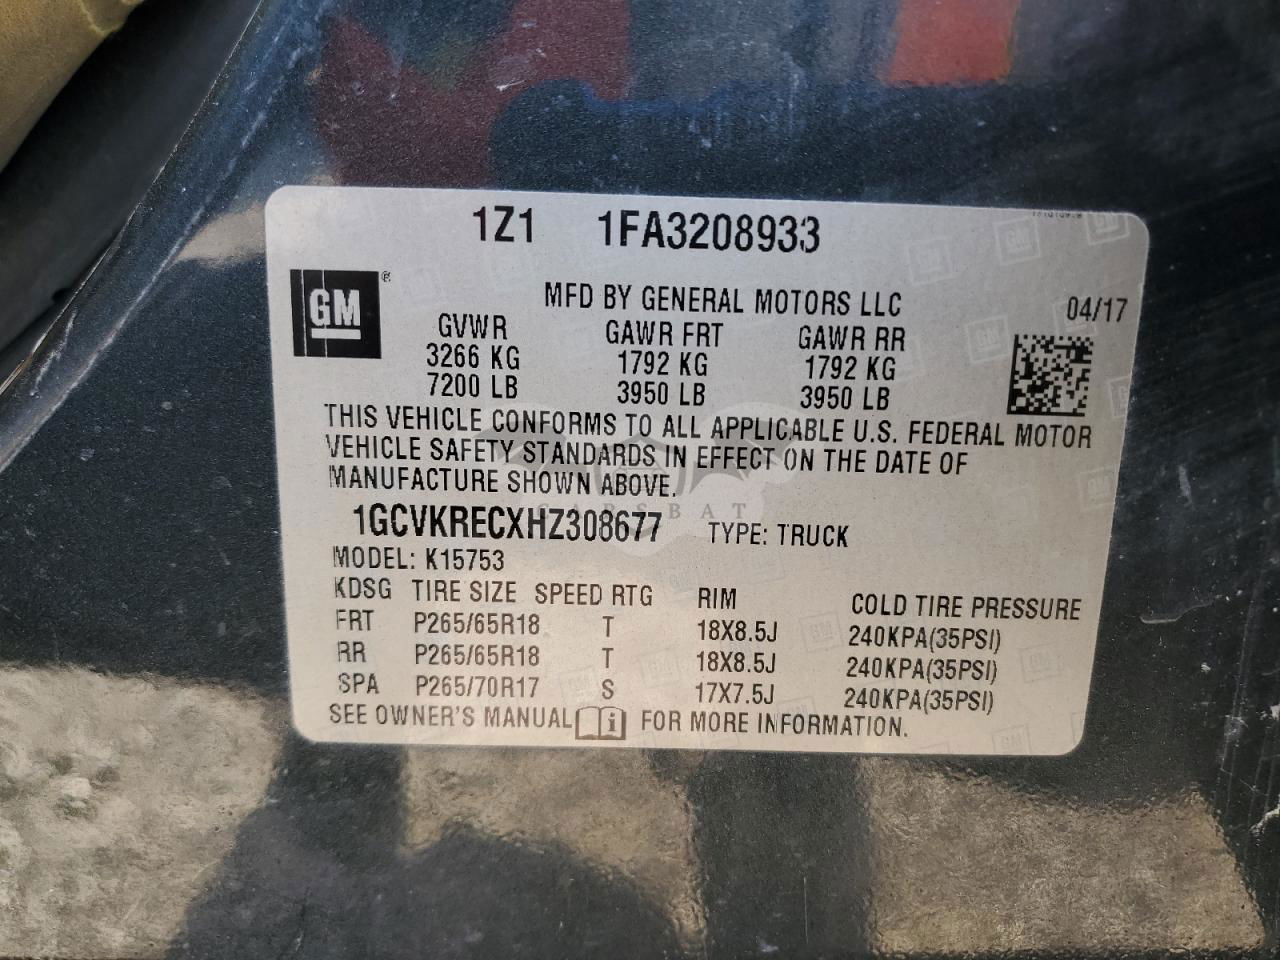 1Z1 1FA3208933
GM ®
MFD BY GENERAL MOTORS LLC 04/17
GVWR GAWR FRT GAWR RR
3266 KG 1792 KG 1792 KG
7200 LB 3950 LB 3950 LB
THIS VEHICLE CONFORMS TO ALL APPLICABLE U.S. FEDERAL MOTOR
VEHICLE SAFETY STANDARDS IN EFFECT ON THE DATE OF
MANUFACTURE SHOWN ABOVE.
CARSBAT
1GCVKRECXHZ308677 TYPE: TRUCK
MODEL: K15753
KDSG TIRE SIZE SPEED RTG RIM COLD TIRE PRESSURE
FRT P265/65R18 T 18X8.5J 240KPA(35PSI)
RR P265/65R18 T 18X8.5J 240KPA(35PSI)
SPA P265/70R17 S 17X7.5J 240KPA(35PSI)
SEE OWNER'S MANUAL FOR MORE INFORMATION.